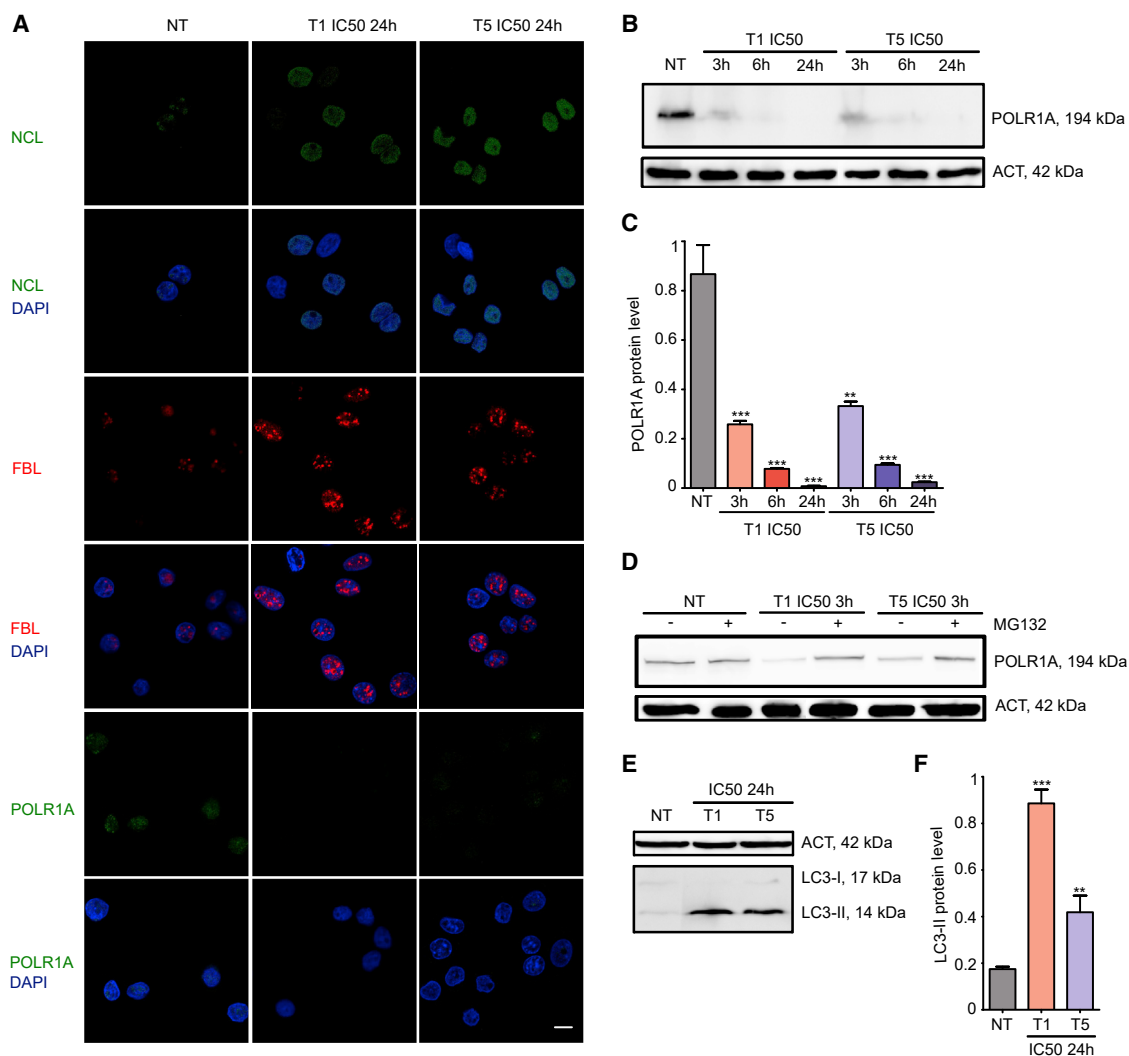 A
NT
T1 IC50 24h
T5 IC50 24h
NCL
NCL
DAPI
FBL
FBL
DAPI
POLR1A
POLR1A
DAPI
B
T1 IC50
T5 IC50
NT
3h
6h
24h
3h
6h
24h
POLR1A, 194 kDa
ACT, 42 kDa
C
POLR1A protein level
1
0.8
0.6
0.4
0.2
0
***
***
***
**
***
***
NT
3h
6h
24h
3h
6h
24h
T1 IC50
T5 IC50
D
NT
T1 IC50 3h
T5 IC50 3h
-
+
-
+
-
+
MG132
POLR1A, 194 kDa
ACT, 42 kDa
E
IC50 24h
NT
T1
T5
ACT, 42 kDa
LC3-I, 17 kDa
LC3-II, 14 kDa
F
LC3-II protein level
1
0.8
0.6
0.4
0.2
0
***
**
NT
T1
T5
IC50 24h